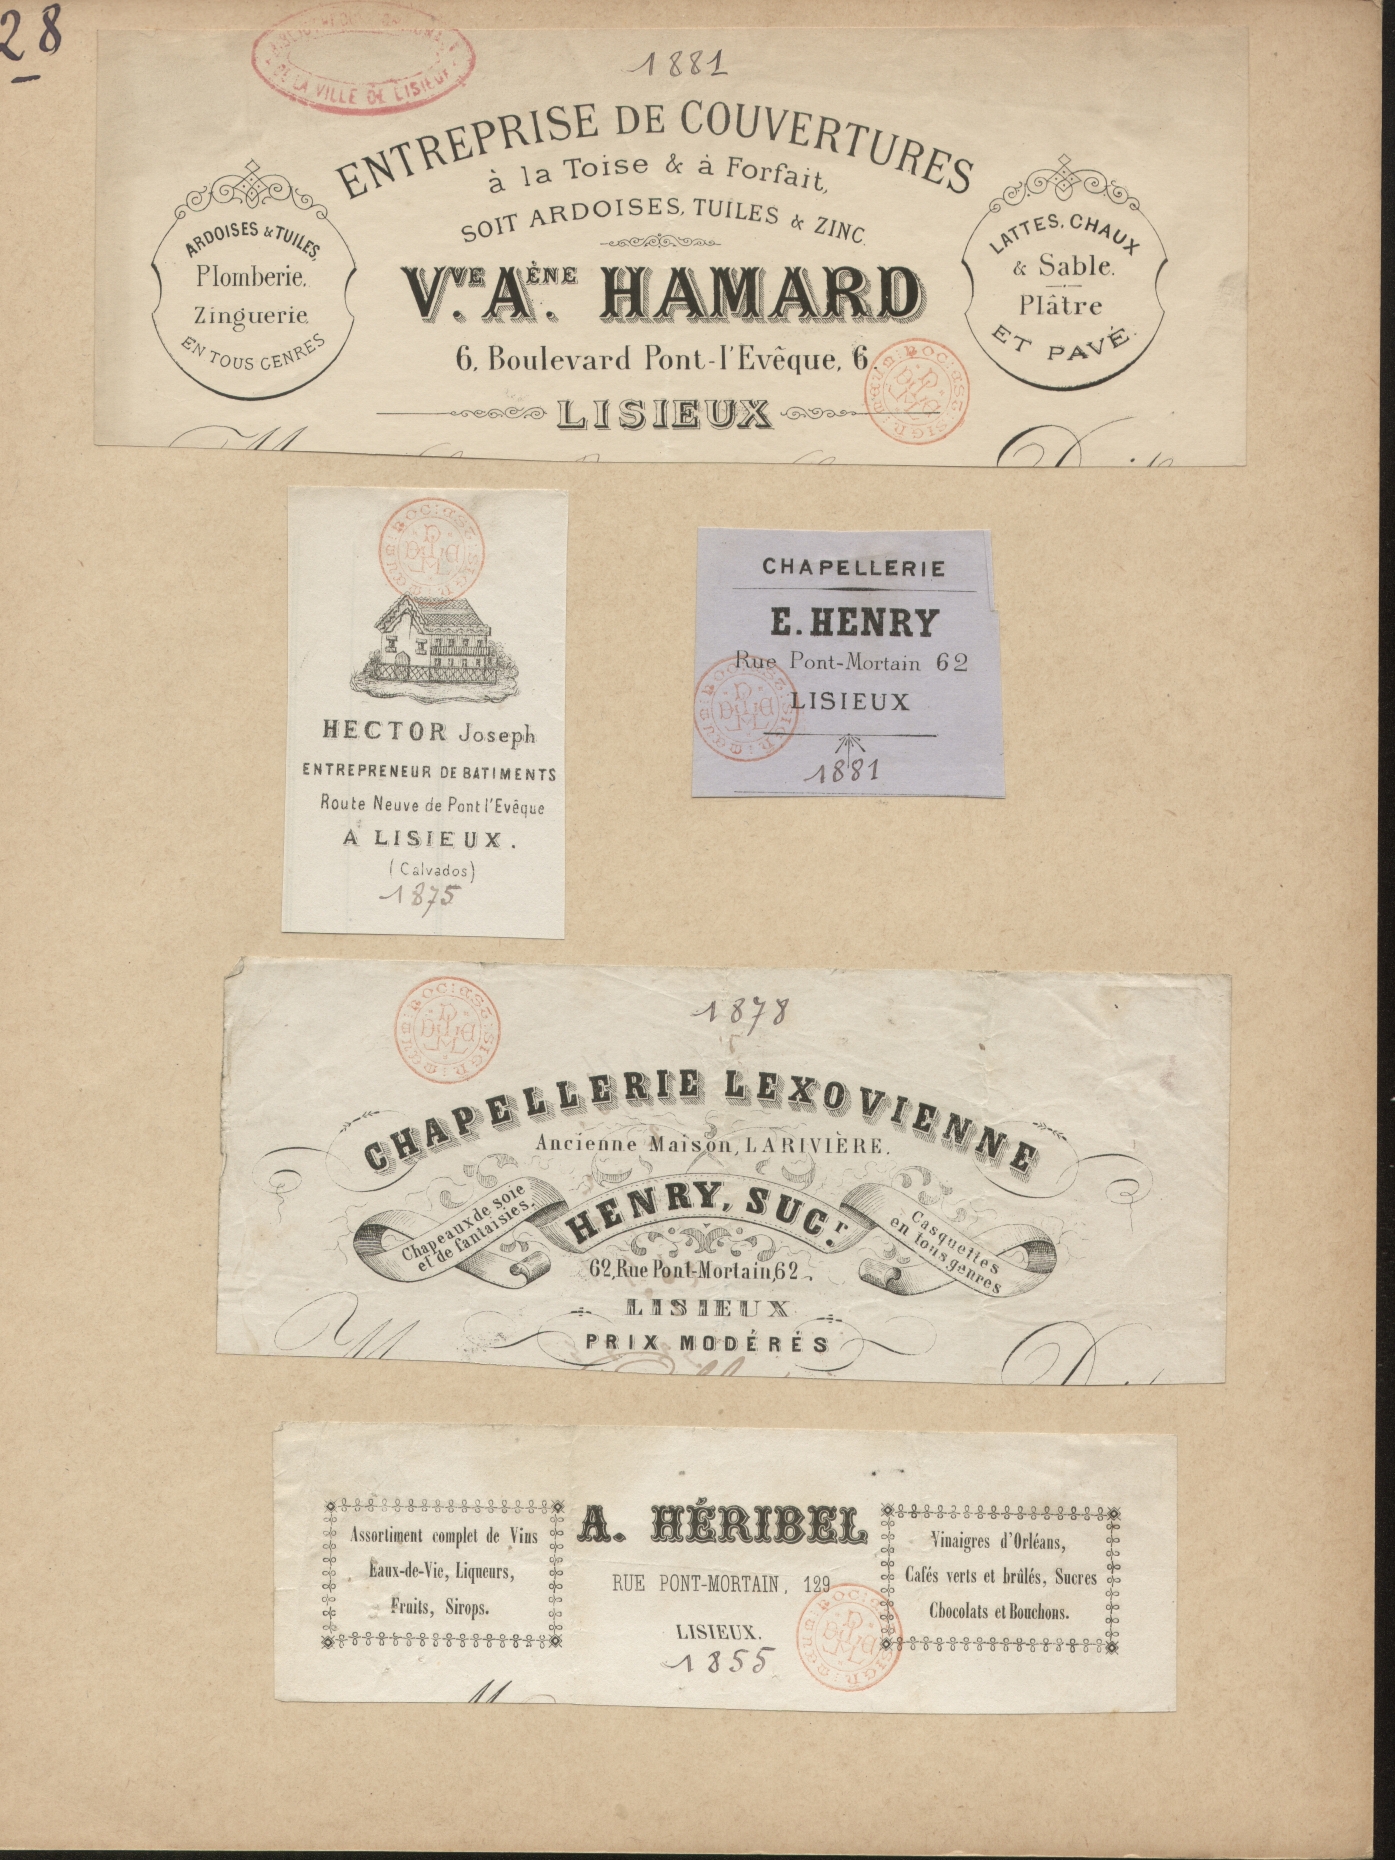 28
DE LA VILLE DE LISIEUX
1881
ENTREPRISE DE COUVERTURES
à la Toise & à Forfait,
SOIT ARDOISES, TUILES & ZINC.
ARDOISES & TUILES,
Plomberie.
Zinguerie
EN TOUS GENRES
LATTES, CHAUX
& Sable.
Plâtre
ET PAVÉ.
VVE. AÈNE. HAMARD
6, Boulevard Pont-l'Evêque, 6.
LISIEUX
HECTOR Joseph
ENTREPRENEUR DE BATIMENTS
Route Neuve de Pont l'Evêque
A LISIEUX.
(Calvados)
1875
CHAPELLERIE
E. HENRY
Rue Pont-Mortain 62
LISIEUX
1881
1878
CHAPELLERIE LEXOVIENNE
Ancienne Maison, LARIVIÈRE.
HENRY, SUCr.
Chapeaux de soie
et de fantaisies.
Casquettes
en tous genres
62, Rue Pont-Mortain, 62.
LISIEUX
PRIX MODÉRÉS
Assortiment complet de Vins
Eaux-de-Vie, Liqueurs,
Fruits, Sirops.
A. HÉRIBEL
RUE PONT-MORTAIN, 129
LISIEUX.
1855
Vinaigres d'Orléans,
Cafés verts et brûlés, Sucres
Chocolats et Bouchons.